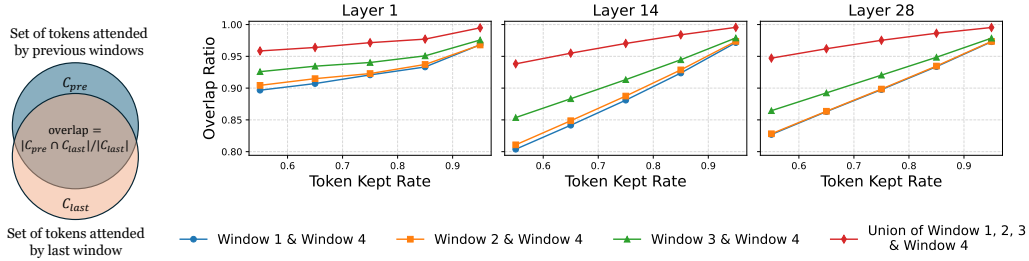 Set of tokens attended
by previous windows
C_pre
overlap =
|C_pre ∩ C_last|/|C_last|
C_last
Set of tokens attended
by last window
Layer 1
Layer 14
Layer 28
Overlap Ratio
1.00
0.95
0.90
0.85
0.80
0.6 0.7 0.8 0.9
0.6 0.7 0.8 0.9
0.6 0.7 0.8 0.9
Token Kept Rate
Token Kept Rate
Token Kept Rate
Window 1 & Window 4
Window 2 & Window 4
Window 3 & Window 4
Union of Window 1, 2, 3
& Window 4